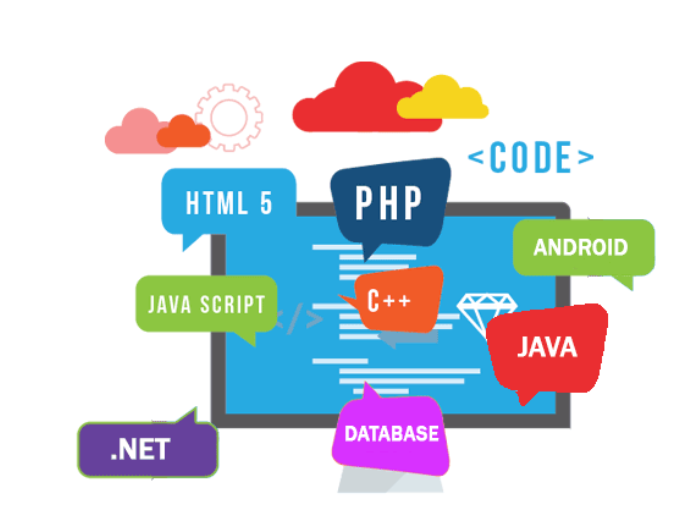 <CODE>
HTML 5
PHP
ANDROID
JAVA SCRIPT
</>
C++
JAVA
DATABASE
.NET